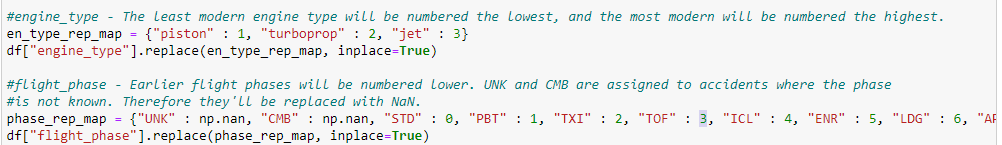 #engine_type - The least modern engine type will be numbered the lowest, and the most modern will be numbered the highest.
en_type_rep_map = {"piston" : 1, "turboprop" : 2, "jet" : 3}
df["engine_type"].replace(en_type_rep_map, inplace=True)
#flight_phase - Earlier flight phases will be numbered lower. UNK and CMB are assigned to accidents where the phase
#is not known. Therefore they'll be replaced with NaN.
phase_rep_map = {"UNK" : np.nan, "CMB" : np.nan, "STD" : 0, "PBT" : 1, "TXI" : 2, "TOF" : 3, "ICL" : 4, "ENR" : 5, "LDG" : 6,
df["flight_phase"].replace(phase_rep_map, inplace=True)